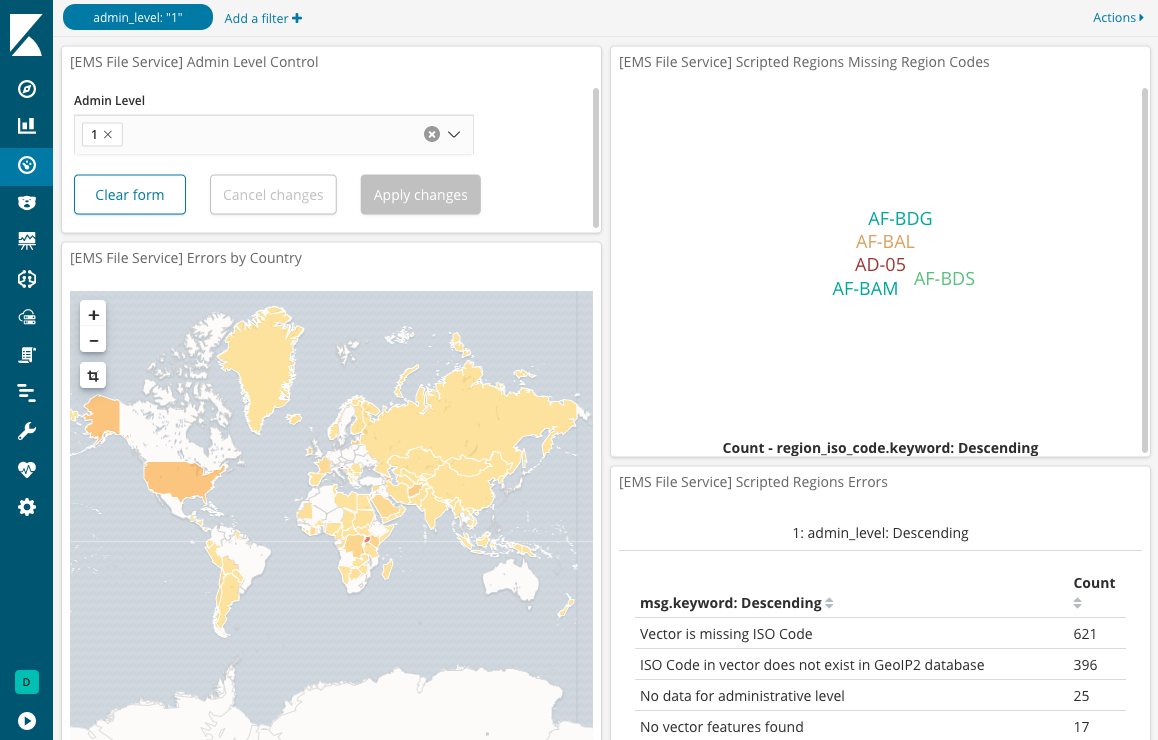 admin_level: "1"
Add a filter +
Actions
[EMS File Service] Admin Level Control
Admin Level
1 ×
Clear form
Cancel changes
Apply changes
[EMS File Service] Errors by Country
+
−
[EMS File Service] Scripted Regions Missing Region Codes
AF-BDG
AF-BAL
AD-05
AF-BDS
AF-BAM
Count - region_iso_code.keyword: Descending
[EMS File Service] Scripted Regions Errors
1: admin_level: Descending
msg.keyword: Descending Count
Vector is missing ISO Code 621
ISO Code in vector does not exist in GeoIP2 database 396
No data for administrative level 25
No vector features found 17
D